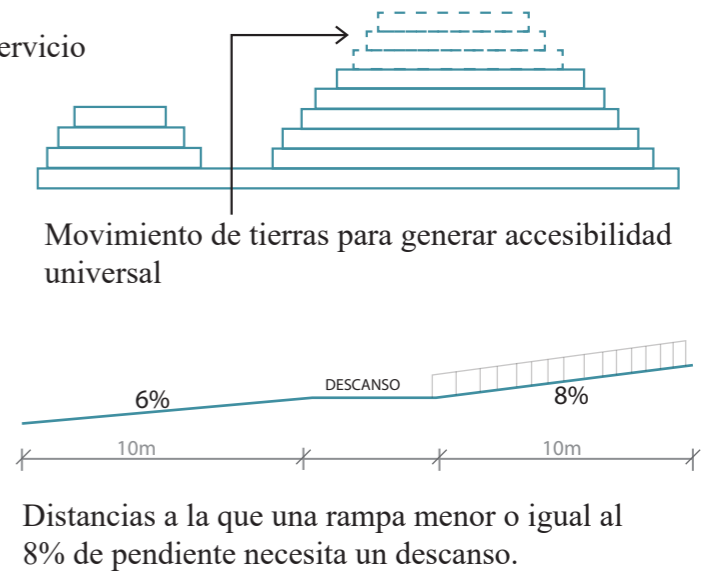 ervicio
Movimiento de tierras para generar accesibilidad
universal
6%
DESCANSO
8%
10m
10m
Distancias a la que una rampa menor o igual al
8% de pendiente necesita un descanso.